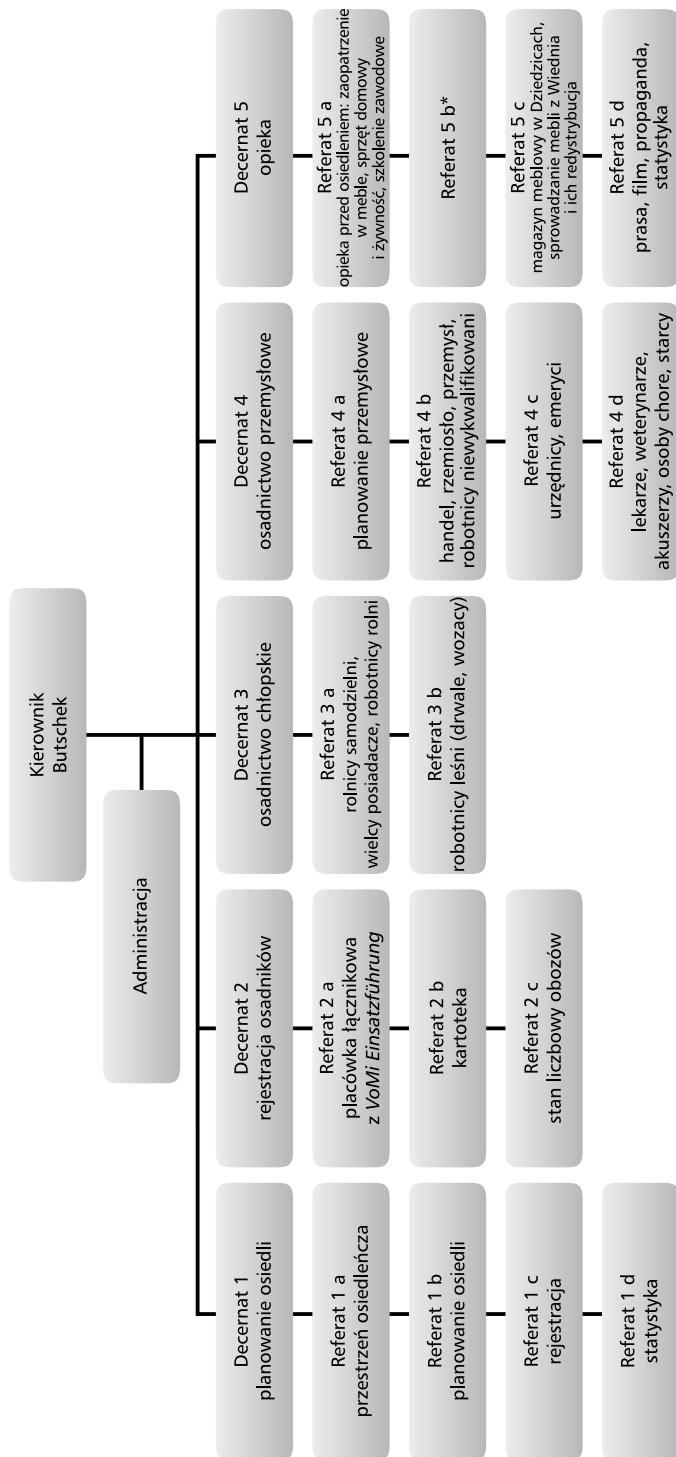 Kierownik
Butschek
Administracja
Decernat 1
planowanie osiedli
Referat 1 a
przestrzeń osiedleńcza
Referat 1 b
planowanie osiedli
Referat 1 c
rejestracja
Referat 1 d
statystyka
Decernat 2
rejestracja osadników
Referat 2 a
placówka łącznikowa
z VoMi Einsatzführung
Referat 2 b
kartoteka
Referat 2 c
stan liczbowy obozów
Decernat 3
osadnictwo chłopskie
Referat 3 a
rolnicy samodzielni,
wielcy posiadacze, robotnicy rolni
Referat 3 b
robotnicy leśni (drwale, wozacy)
Decernat 4
osadnictwo przemysłowe
Referat 4 a
planowanie przemysłowe
Referat 4 b
handel, rzemiosło, przemysł,
robotnicy niewykwalifikowani
Referat 4 c
urzędnicy, emeryci
Referat 4 d
lekarze, weterynarze,
akuszerzy, osoby chore, starcy
Decernat 5
opieka
Referat 5 a
opieka przed osiedleniem: zaopatrzenie
w meble, sprzęt domowy
i żywność, szkolenie zawodowe
Referat 5 b*
Referat 5 c
magazyn meblowy w Dziedzicach,
sprowadzanie mebli z Wiednia
i ich redystrybucja
Referat 5 d
prasa, film, propaganda,
statystyka